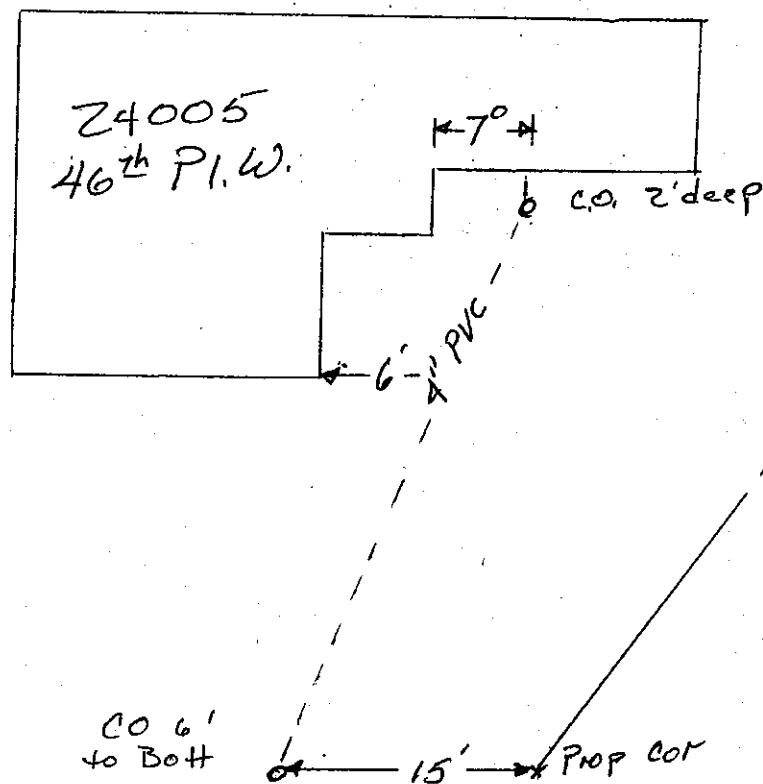 24005
46th Pl. W.
7°
C.O. 2' deep
6'
4" PVC
CO 6'
to Bott
15'
Prop cor